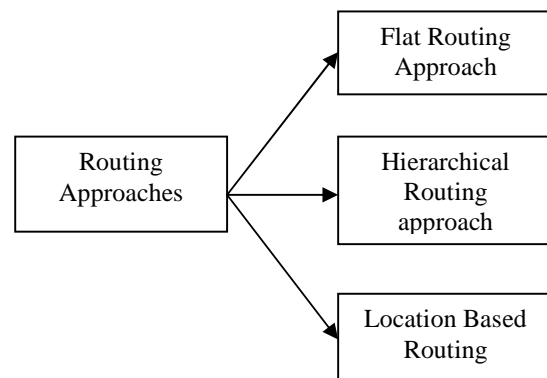 Routing
Approaches
Flat Routing
Approach
Hierarchical
Routing
approach
Location Based
Routing